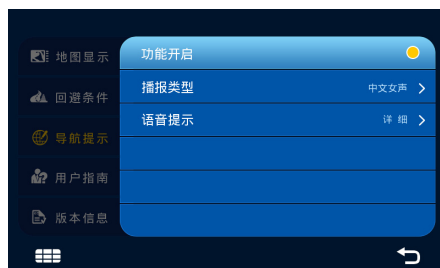 地图显示
回避条件
导航提示
用户指南
版本信息
功能开启
播报类型 中文女声
语音提示 详 细